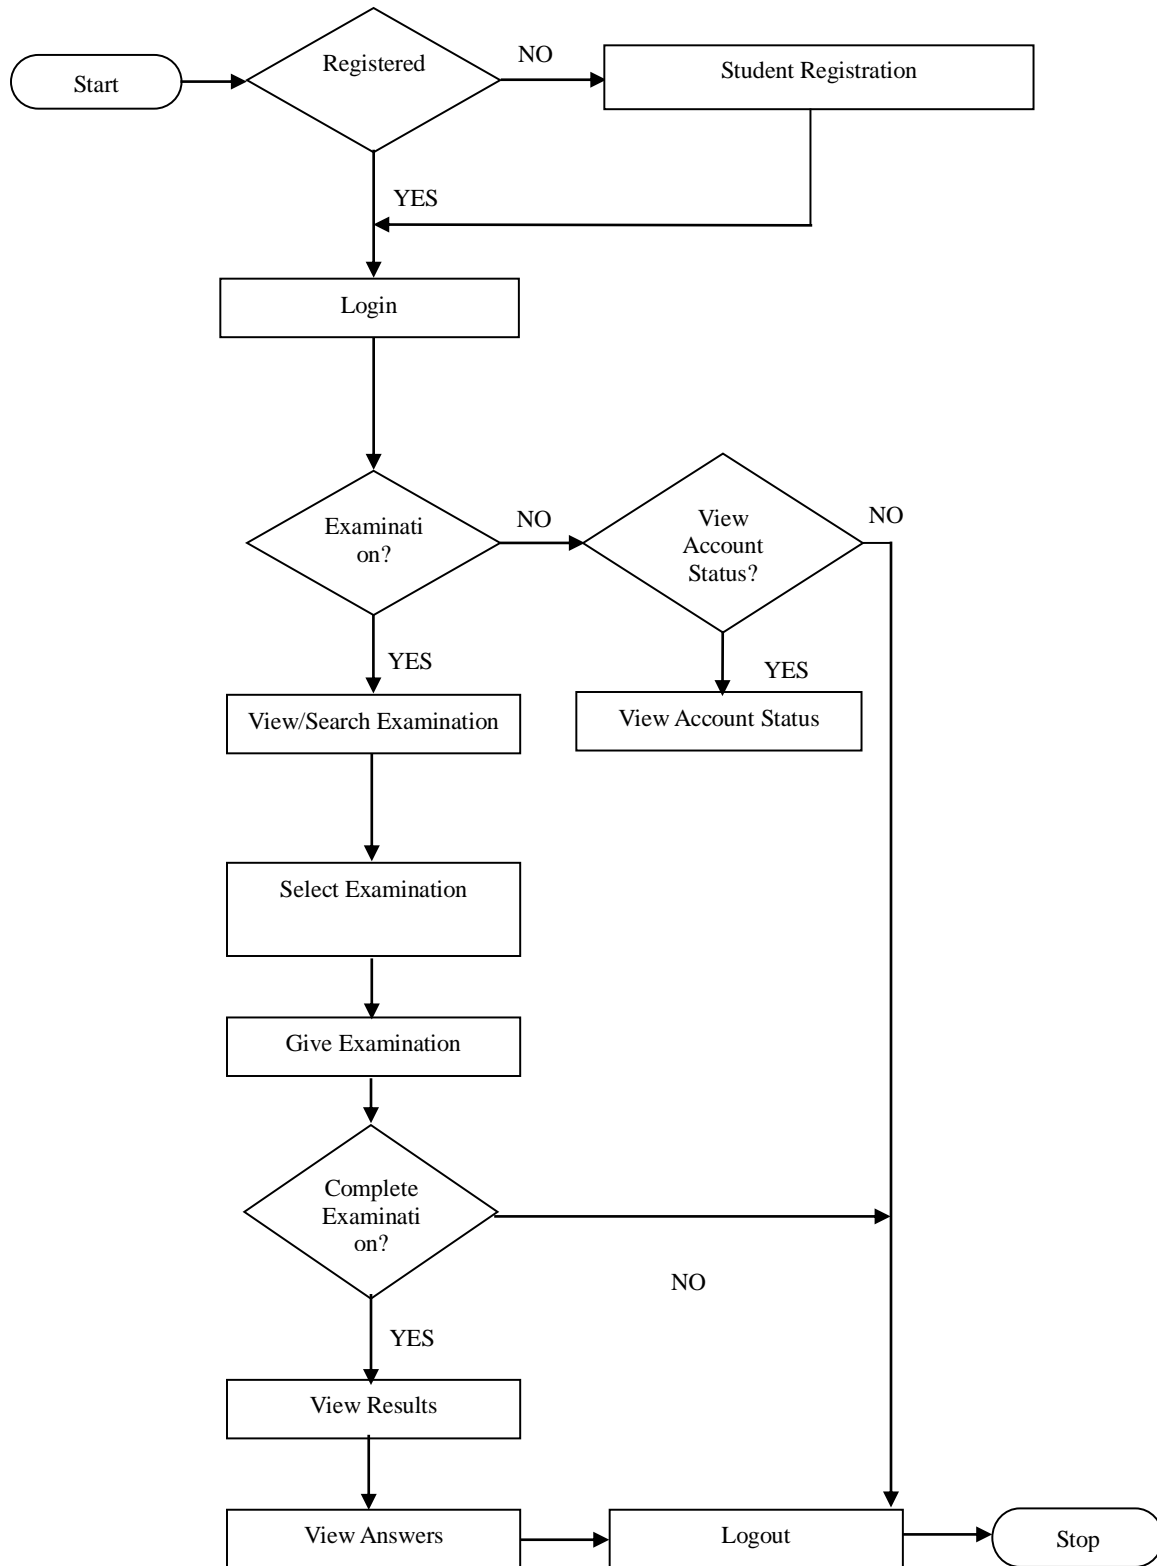 Start
Registered
NO
Student Registration
YES
Login
Examinati
on?
NO
View
Account
Status?
NO
YES
YES
View/Search Examination
View Account Status
Select Examination
Give Examination
Complete
Examinati
on?
NO
YES
View Results
View Answers
Logout
Stop